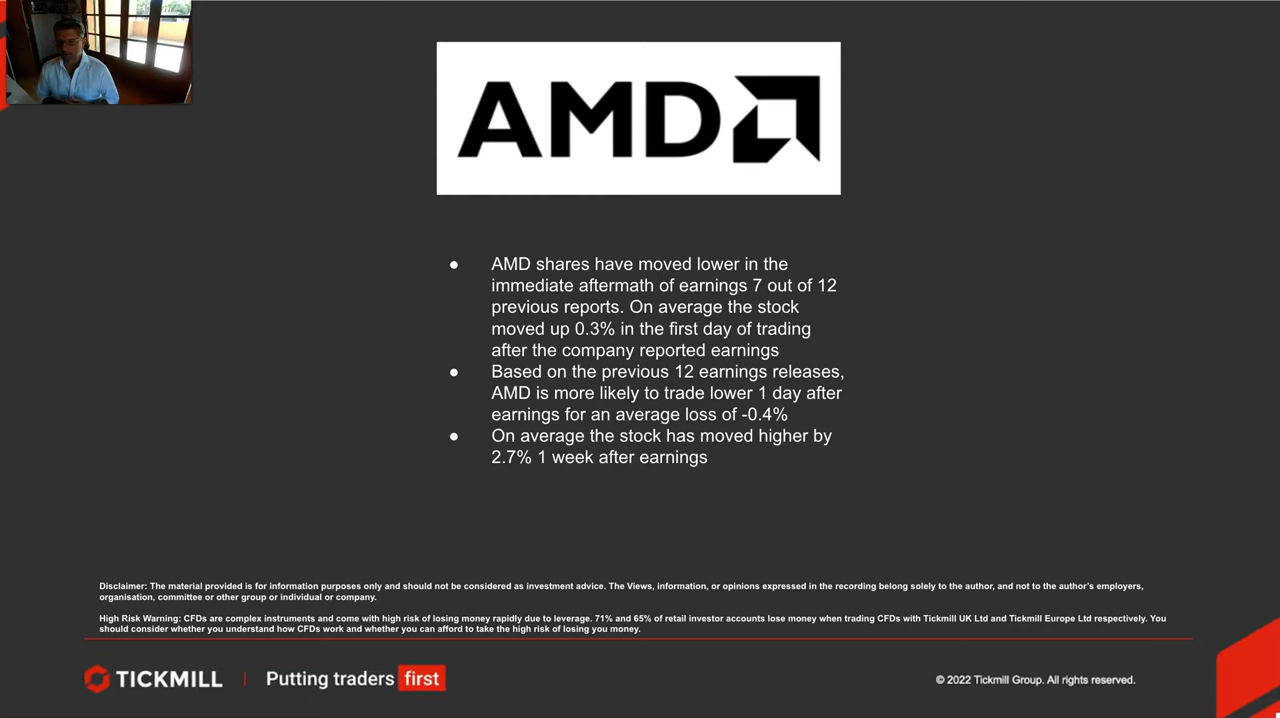 AMD
● AMD shares have moved lower in the
immediate aftermath of earnings 7 out of 12
previous reports. On average the stock
moved up 0.3% in the first day of trading
after the company reported earnings
● Based on the previous 12 earnings releases,
AMD is more likely to trade lower 1 day after
earnings for an average loss of -0.4%
● On average the stock has moved higher by
2.7% 1 week after earnings
Disclaimer: The material provided is for information purposes only and should not be considered as investment advice. The Views, information, or opinions expressed in the recording belong solely to the author, and not to the author's employers,
organisation, committee or other group or individual or company.
High Risk Warning: CFDs are complex instruments and come with high risk of losing money rapidly due to leverage. 71% and 65% of retail investor accounts lose money when trading CFDs with Tickmill UK Ltd and Tickmill Europe Ltd respectively. You
should consider whether you understand how CFDs work and whether you can afford to take the high risk of losing you money.
TICKMILL | Putting traders first
© 2022 Tickmill Group. All rights reserved.